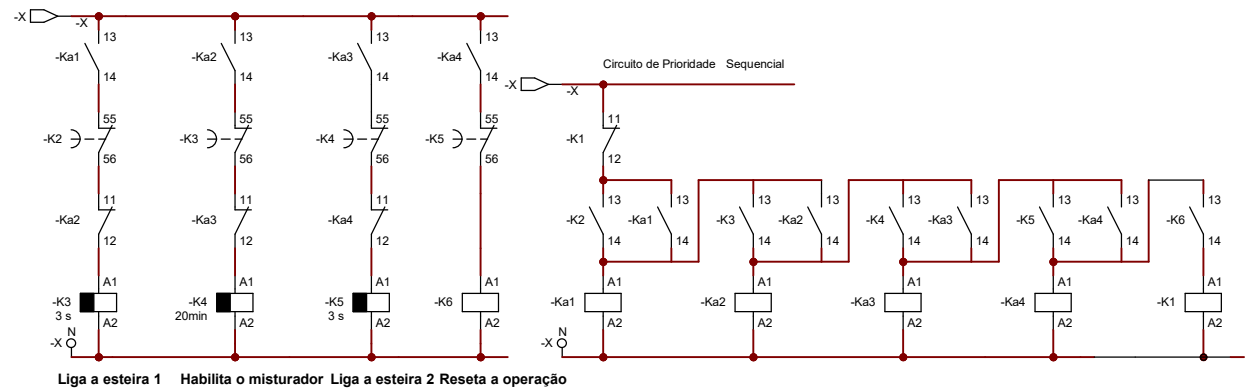 -X
-X
13 13 13 13
-Ka1 -Ka2 -Ka3 -Ka4
14 14 14 14
55 55 55 55
-K2 -K3 -K4 -K5
56 56 56 56
11 11 11
-Ka2 -Ka3 -Ka4
12 12 12
A1 A1 A1 A1
-K3 -K4 -K5 -K6
3 s 20min 3 s
A2 A2 A2 A2
-X N
Liga a esteira 1 Habilita o misturador Liga a esteira 2 Reseta a operação
Circuito de Prioridade Sequencial
-X
-X
11
-K1
12
13 13 13 13 13 13 13 13 13
-K2 -Ka1 -K3 -Ka2 -K4 -Ka3 -K5 -Ka4 -K6
14 14 14 14 14 14 14 14 14
A1 A1 A1 A1 A1
-Ka1 -Ka2 -Ka3 -Ka4 -K1
A2 A2 A2 A2 A2
-X N